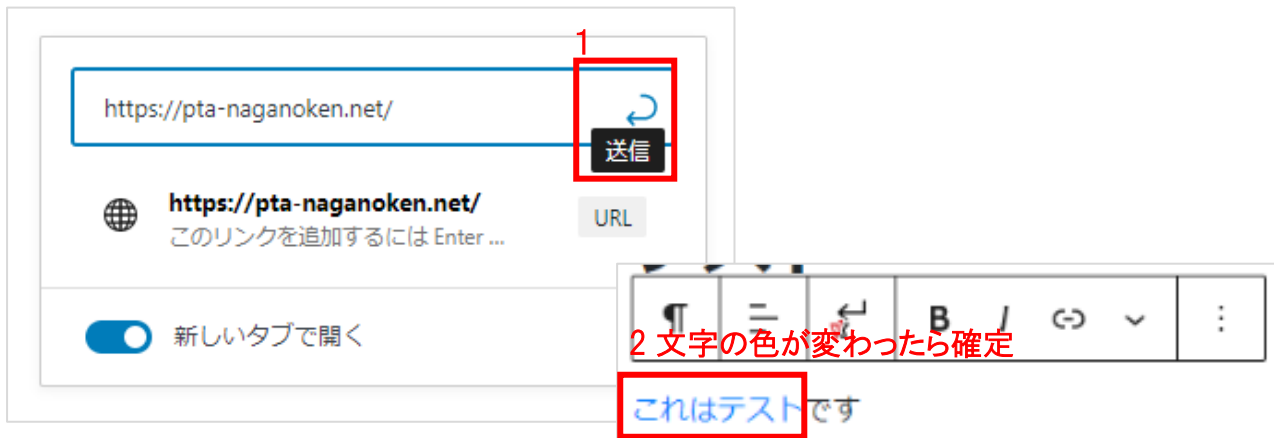 1
https://pta-naganoken.net/
送信
https://pta-naganoken.net/
このリンクを追加するには Enter ...
URL
新しいタブで開く
B I
2 文字の色が変わったら確定
これはテストです